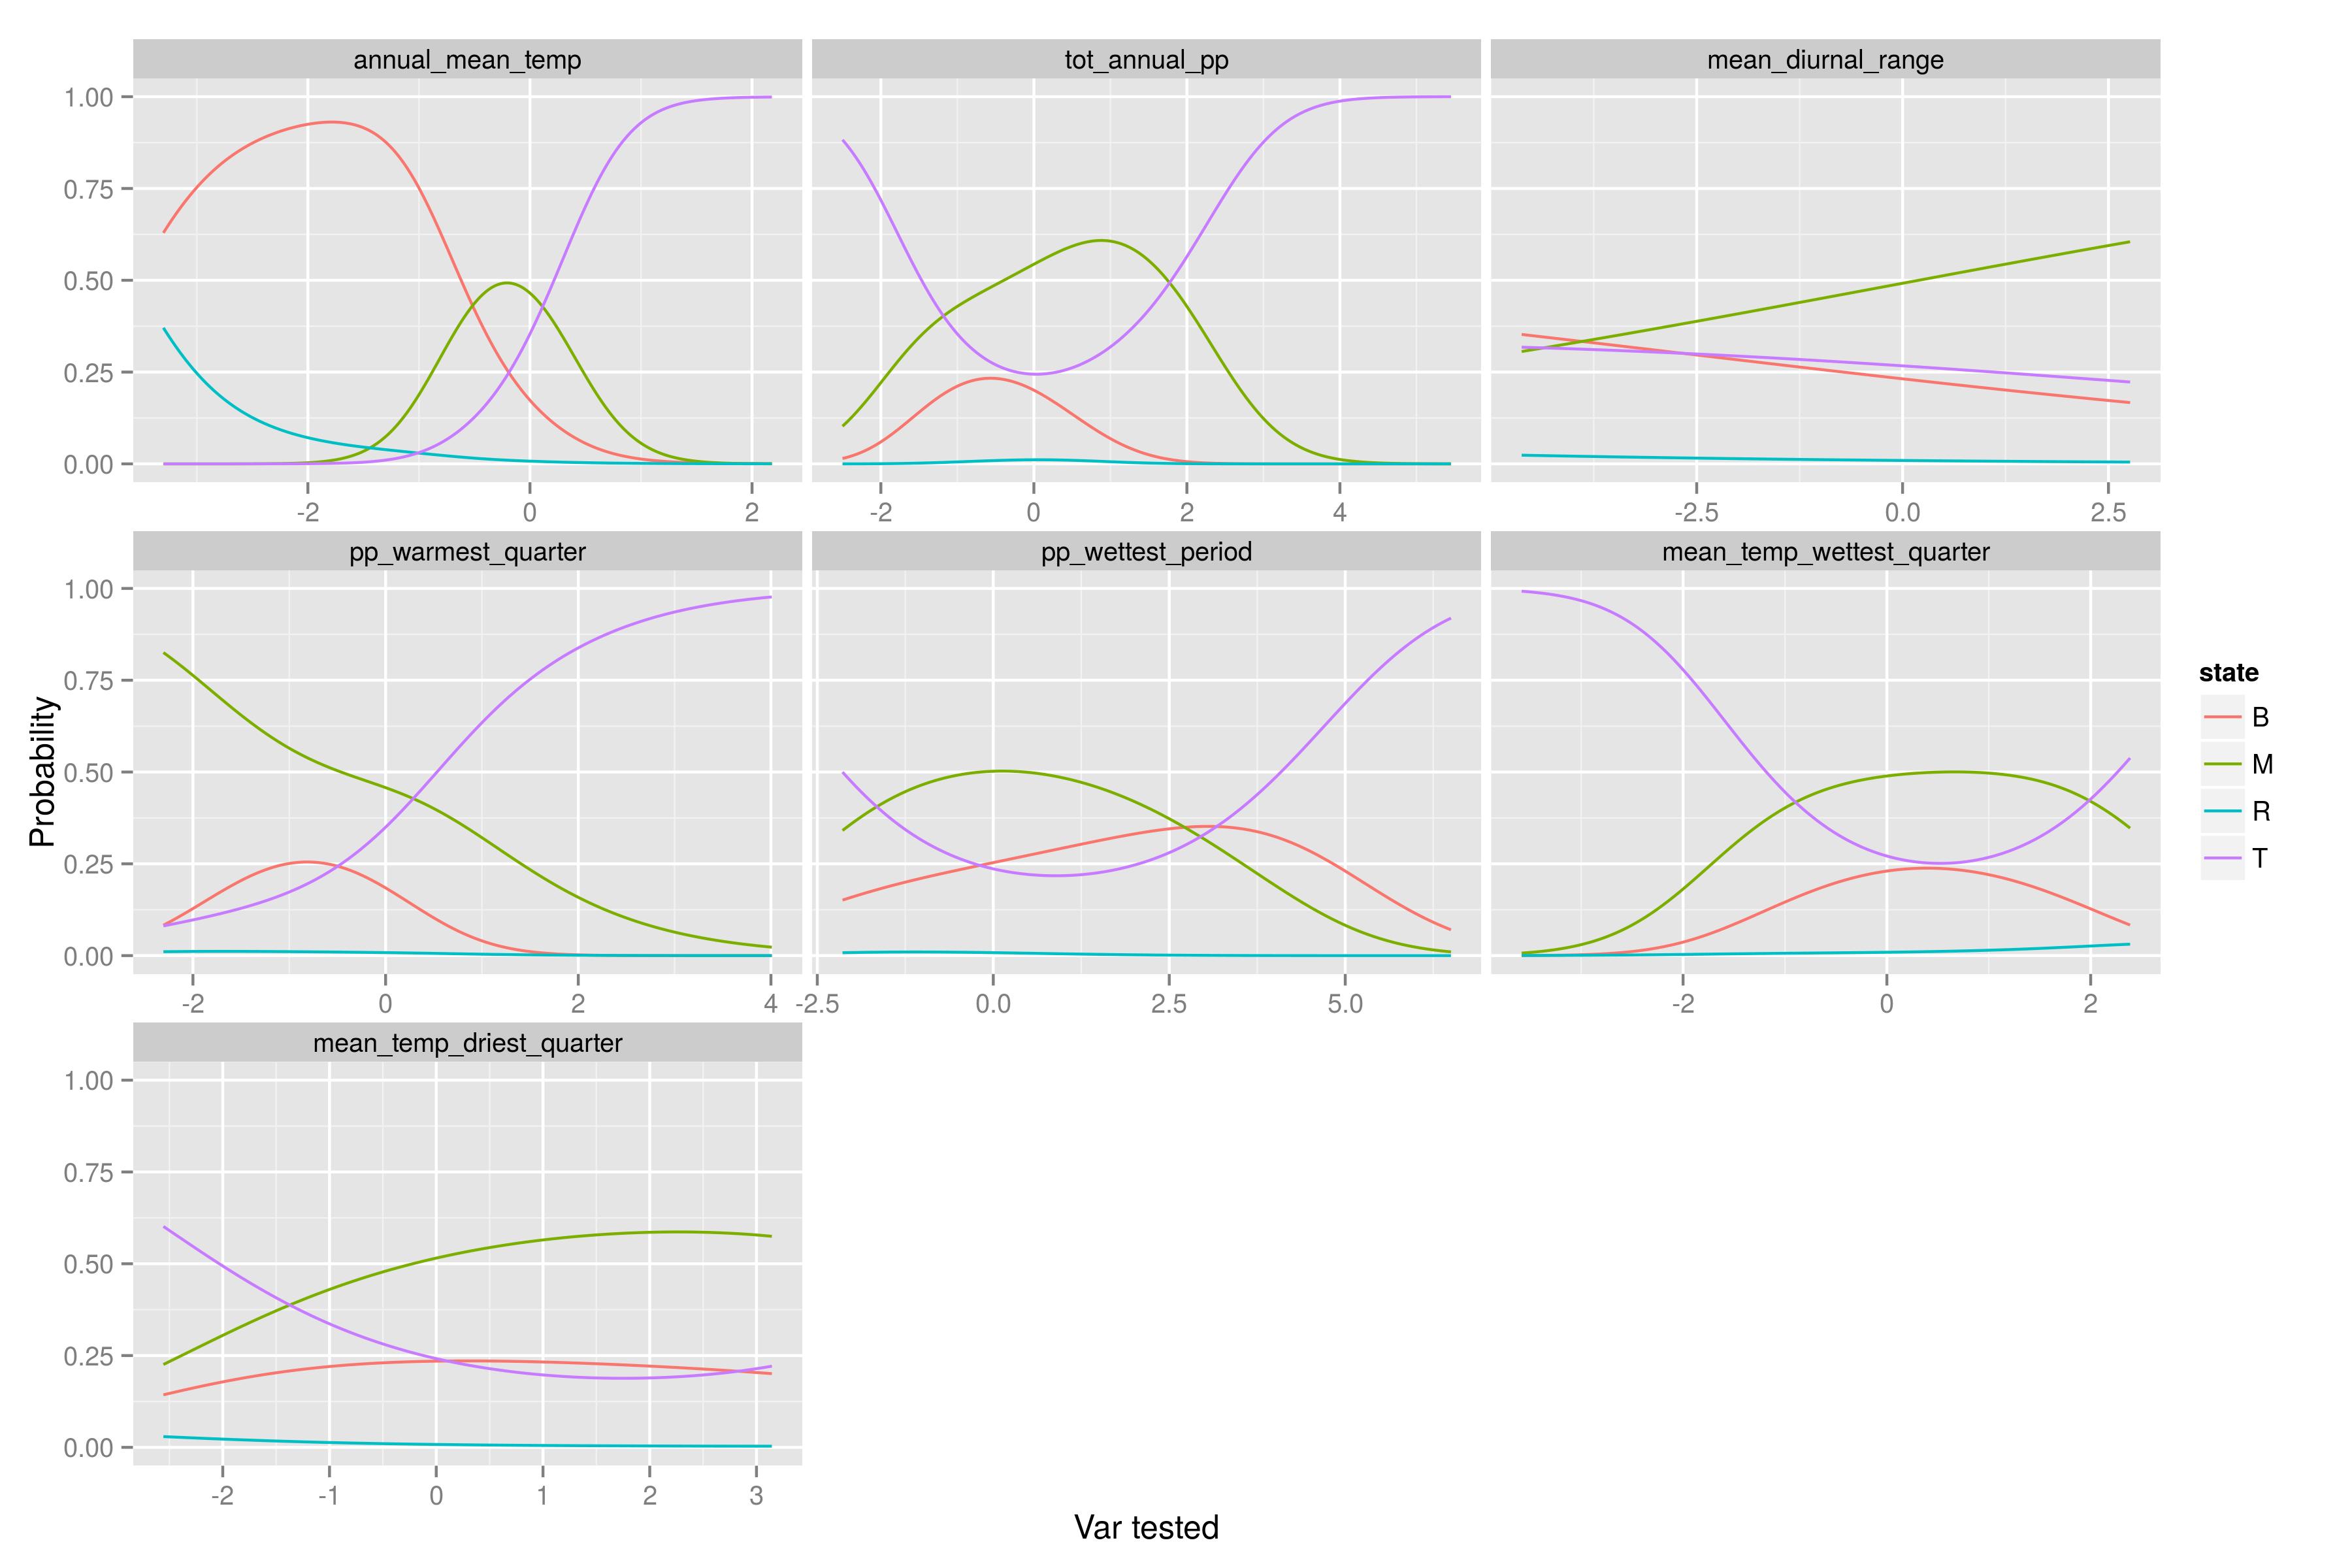 annual_mean_temp
tot_annual_pp
mean_diurnal_range
1.00
0.75
0.50
0.25
0.00
-2 0 2
-2 0 2 4
-2.5 0.0 2.5
pp_warmest_quarter
pp_wettest_period
mean_temp_wettest_quarter
1.00
0.75
0.50
0.25
0.00
-2 0 2 4
-2.5 0.0 2.5 5.0
-2 0 2
mean_temp_driest_quarter
1.00
0.75
0.50
0.25
0.00
-2 -1 0 1 2 3
Probability
Var tested
state
B
M
R
T